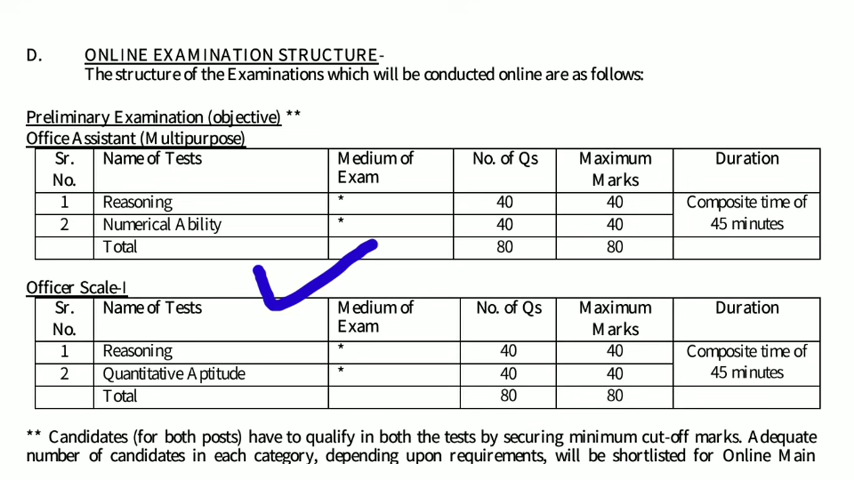 D. ONLINE EXAMINATION STRUCTURE-
The structure of the Examinations which will be conducted online are as follows:
Preliminary Examination (objective) **
Office Assistant (Multipurpose)
Sr. No. Name of Tests Medium of Exam No. of Qs Maximum Marks Duration
1 Reasoning * 40 40 Composite time of 45 minutes
2 Numerical Ability * 40 40
Total 80 80
Officer Scale-I
Sr. No. Name of Tests Medium of Exam No. of Qs Maximum Marks Duration
1 Reasoning * 40 40 Composite time of 45 minutes
2 Quantitative Aptitude * 40 40
Total 80 80
** Candidates (for both posts) have to qualify in both the tests by securing minimum cut-off marks. Adequate
number of candidates in each category, depending upon requirements, will be shortlisted for Online Main